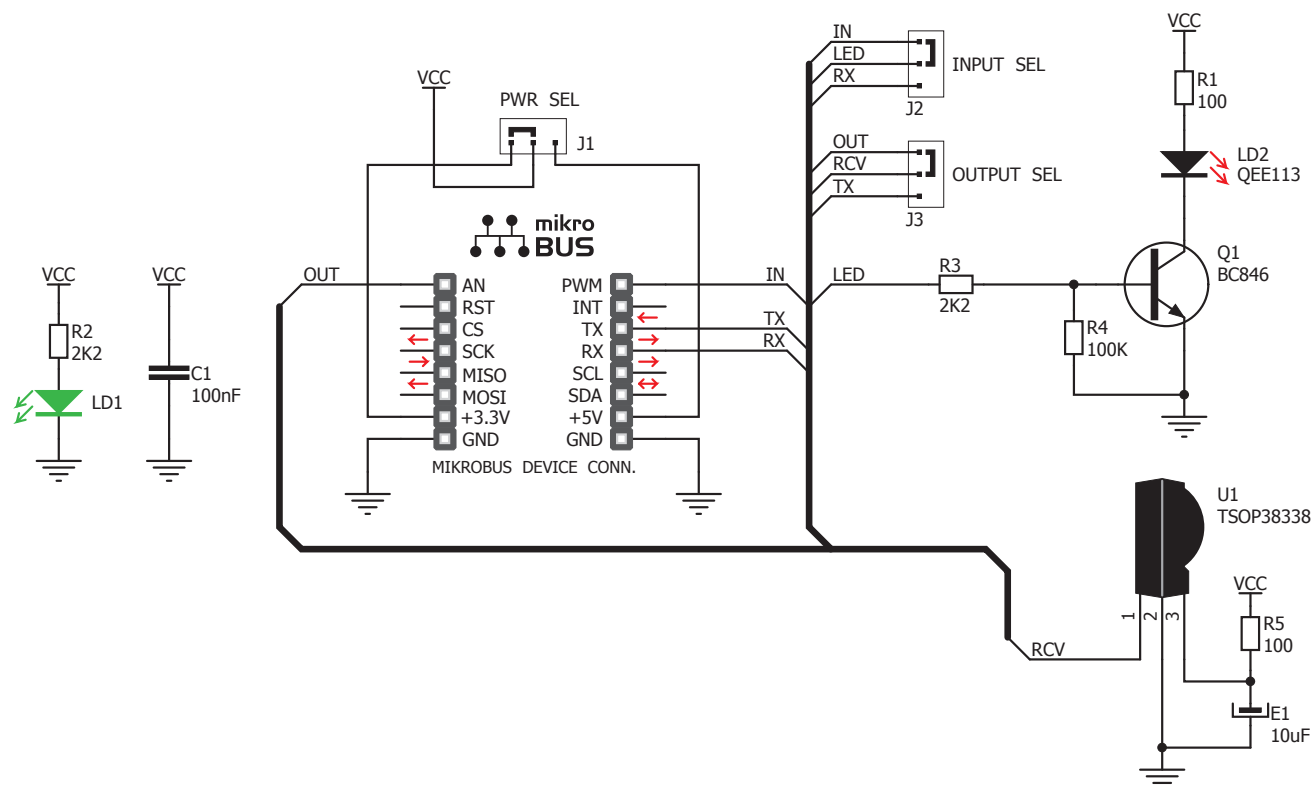 VCC
PWR SEL
J1
IN
LED
RX
INPUT SEL
J2
OUT
RCV
TX
OUTPUT SEL
J3
VCC
R1
100
LD2
QEE113
Q1
BC846
LED
R3
2K2
R4
100K
mikro
BUS
OUT
AN
RST
CS
SCK
MISO
MOSI
+3.3V
GND
PWM
INT
TX
RX
SCL
SDA
+5V
GND
IN
TX
RX
MIKROBUS DEVICE CONN.
VCC
R2
2K2
LD1
VCC
C1
100nF
U1
TSOP38338
1
2
3
RCV
VCC
R5
100
E1
10uF